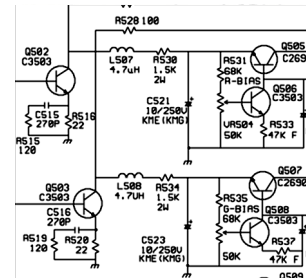 R528 100
Q502
C3503
L507
4.7uH
R530
1.5K
2W
R531
68K
R-BIAS
Q505
C269
Q506
C3503
C515
270P
R516
22
R515
120
C521
10/250V
KME(KMG)
VR504
50K
R533
47K F
Q503
C3503
L508
4.7UH
R534
1.5K
2W
R535
G-BIAS
68K
Q507
C2690
Q508
C3503
C516
270P
R519
120
R520
22
C523
10/250V
KME(KMG)
50K
R537
47K F
Q509